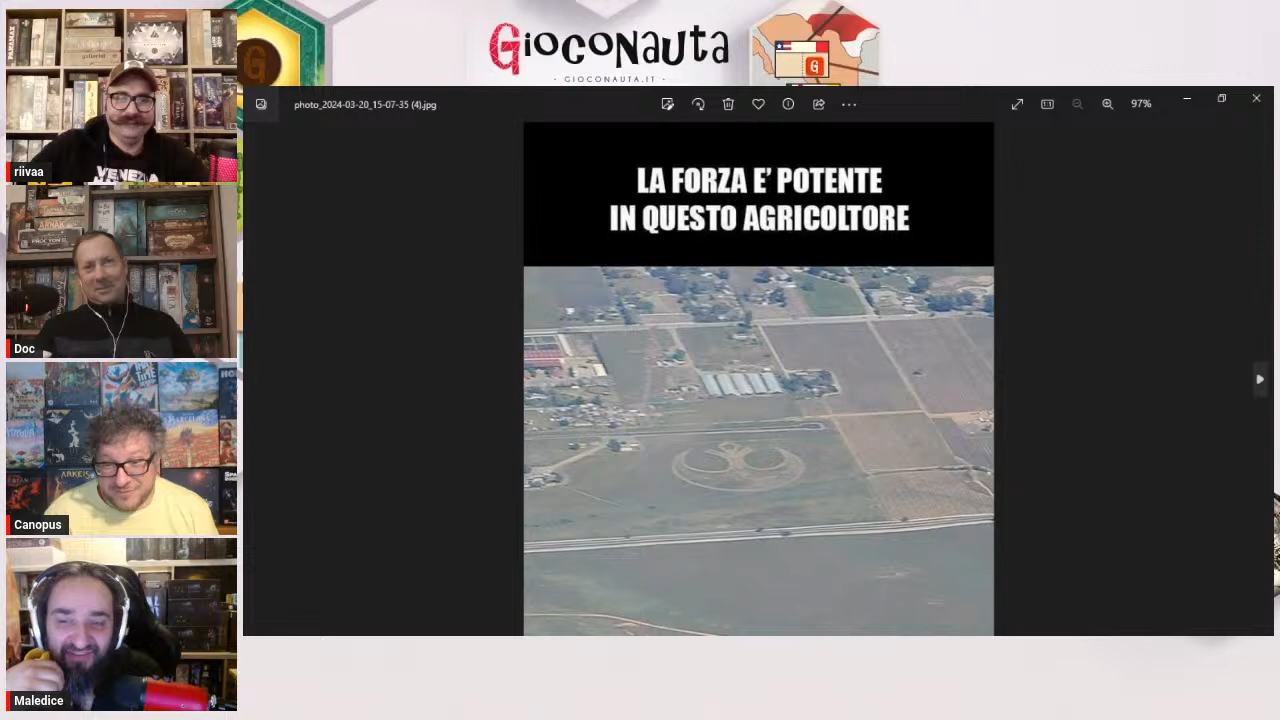 GIOCONAUTA
· GIOCONAUTA.IT ·
photo_2024-03-20_15-07-35 (4).jpg
97%
LA FORZA E' POTENTE
IN QUESTO AGRICOLTORE
riivaa
VENEZIA
Doc
ARNAK
Canopus
Maledice